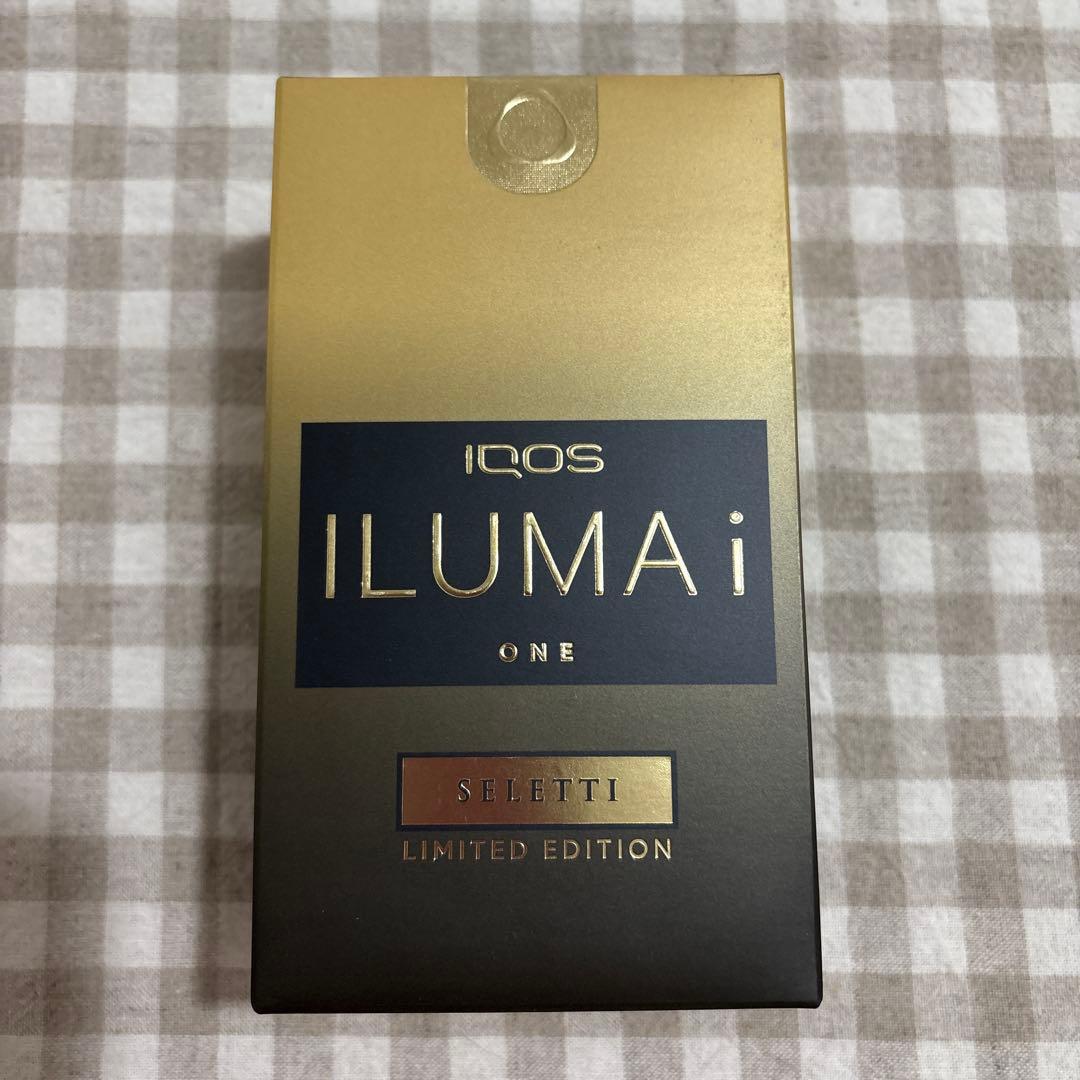 IQOS
ILUMA i
ONE
SELETTI
LIMITED EDITION